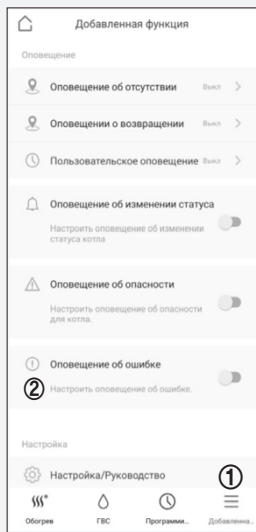 Добавленная функция
Оповещение
Оповещение об отсутствии Выкл
Оповещении о возвращении Выкл
Пользовательское оповещение Выкл
Оповещение об изменении статуса
Настроить оповещение об изменении
статуса котла
Оповещение об опасности
Настроить оповещение об опасности
для котла.
Оповещение об ошибке
② Настроить оповещение об ошибке.
Настройка
Настройка/Руководство
①
Обогрев ГВС Программи.. Добавленна..